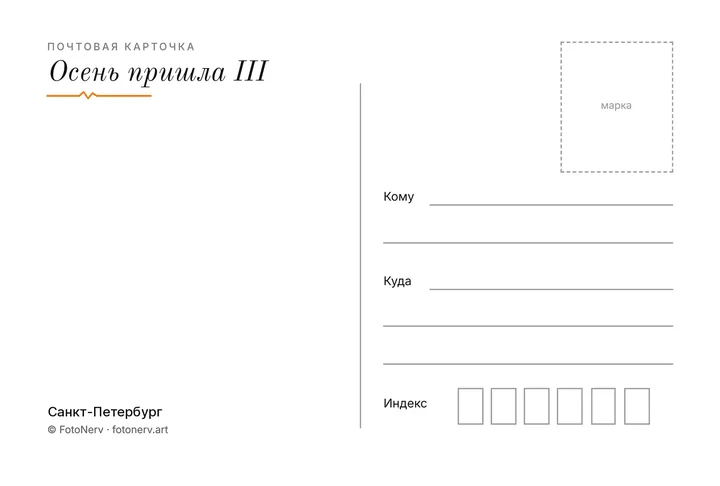 ПОЧТОВАЯ КАРТОЧКА
Осень пришла III
марка
Кому
Куда
Индекс
Санкт-Петербург
© FotoNerv · fotonerv.art